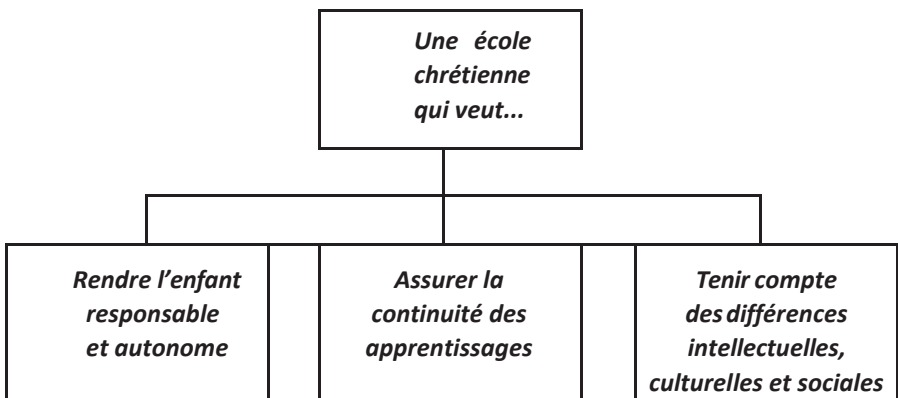 Une école
chrétienne
qui veut...
Rendre l’enfant
responsable
et autonome
Assurer la
continuité des
apprentissages
Tenir compte
des différences
intellectuelles,
culturelles et sociales